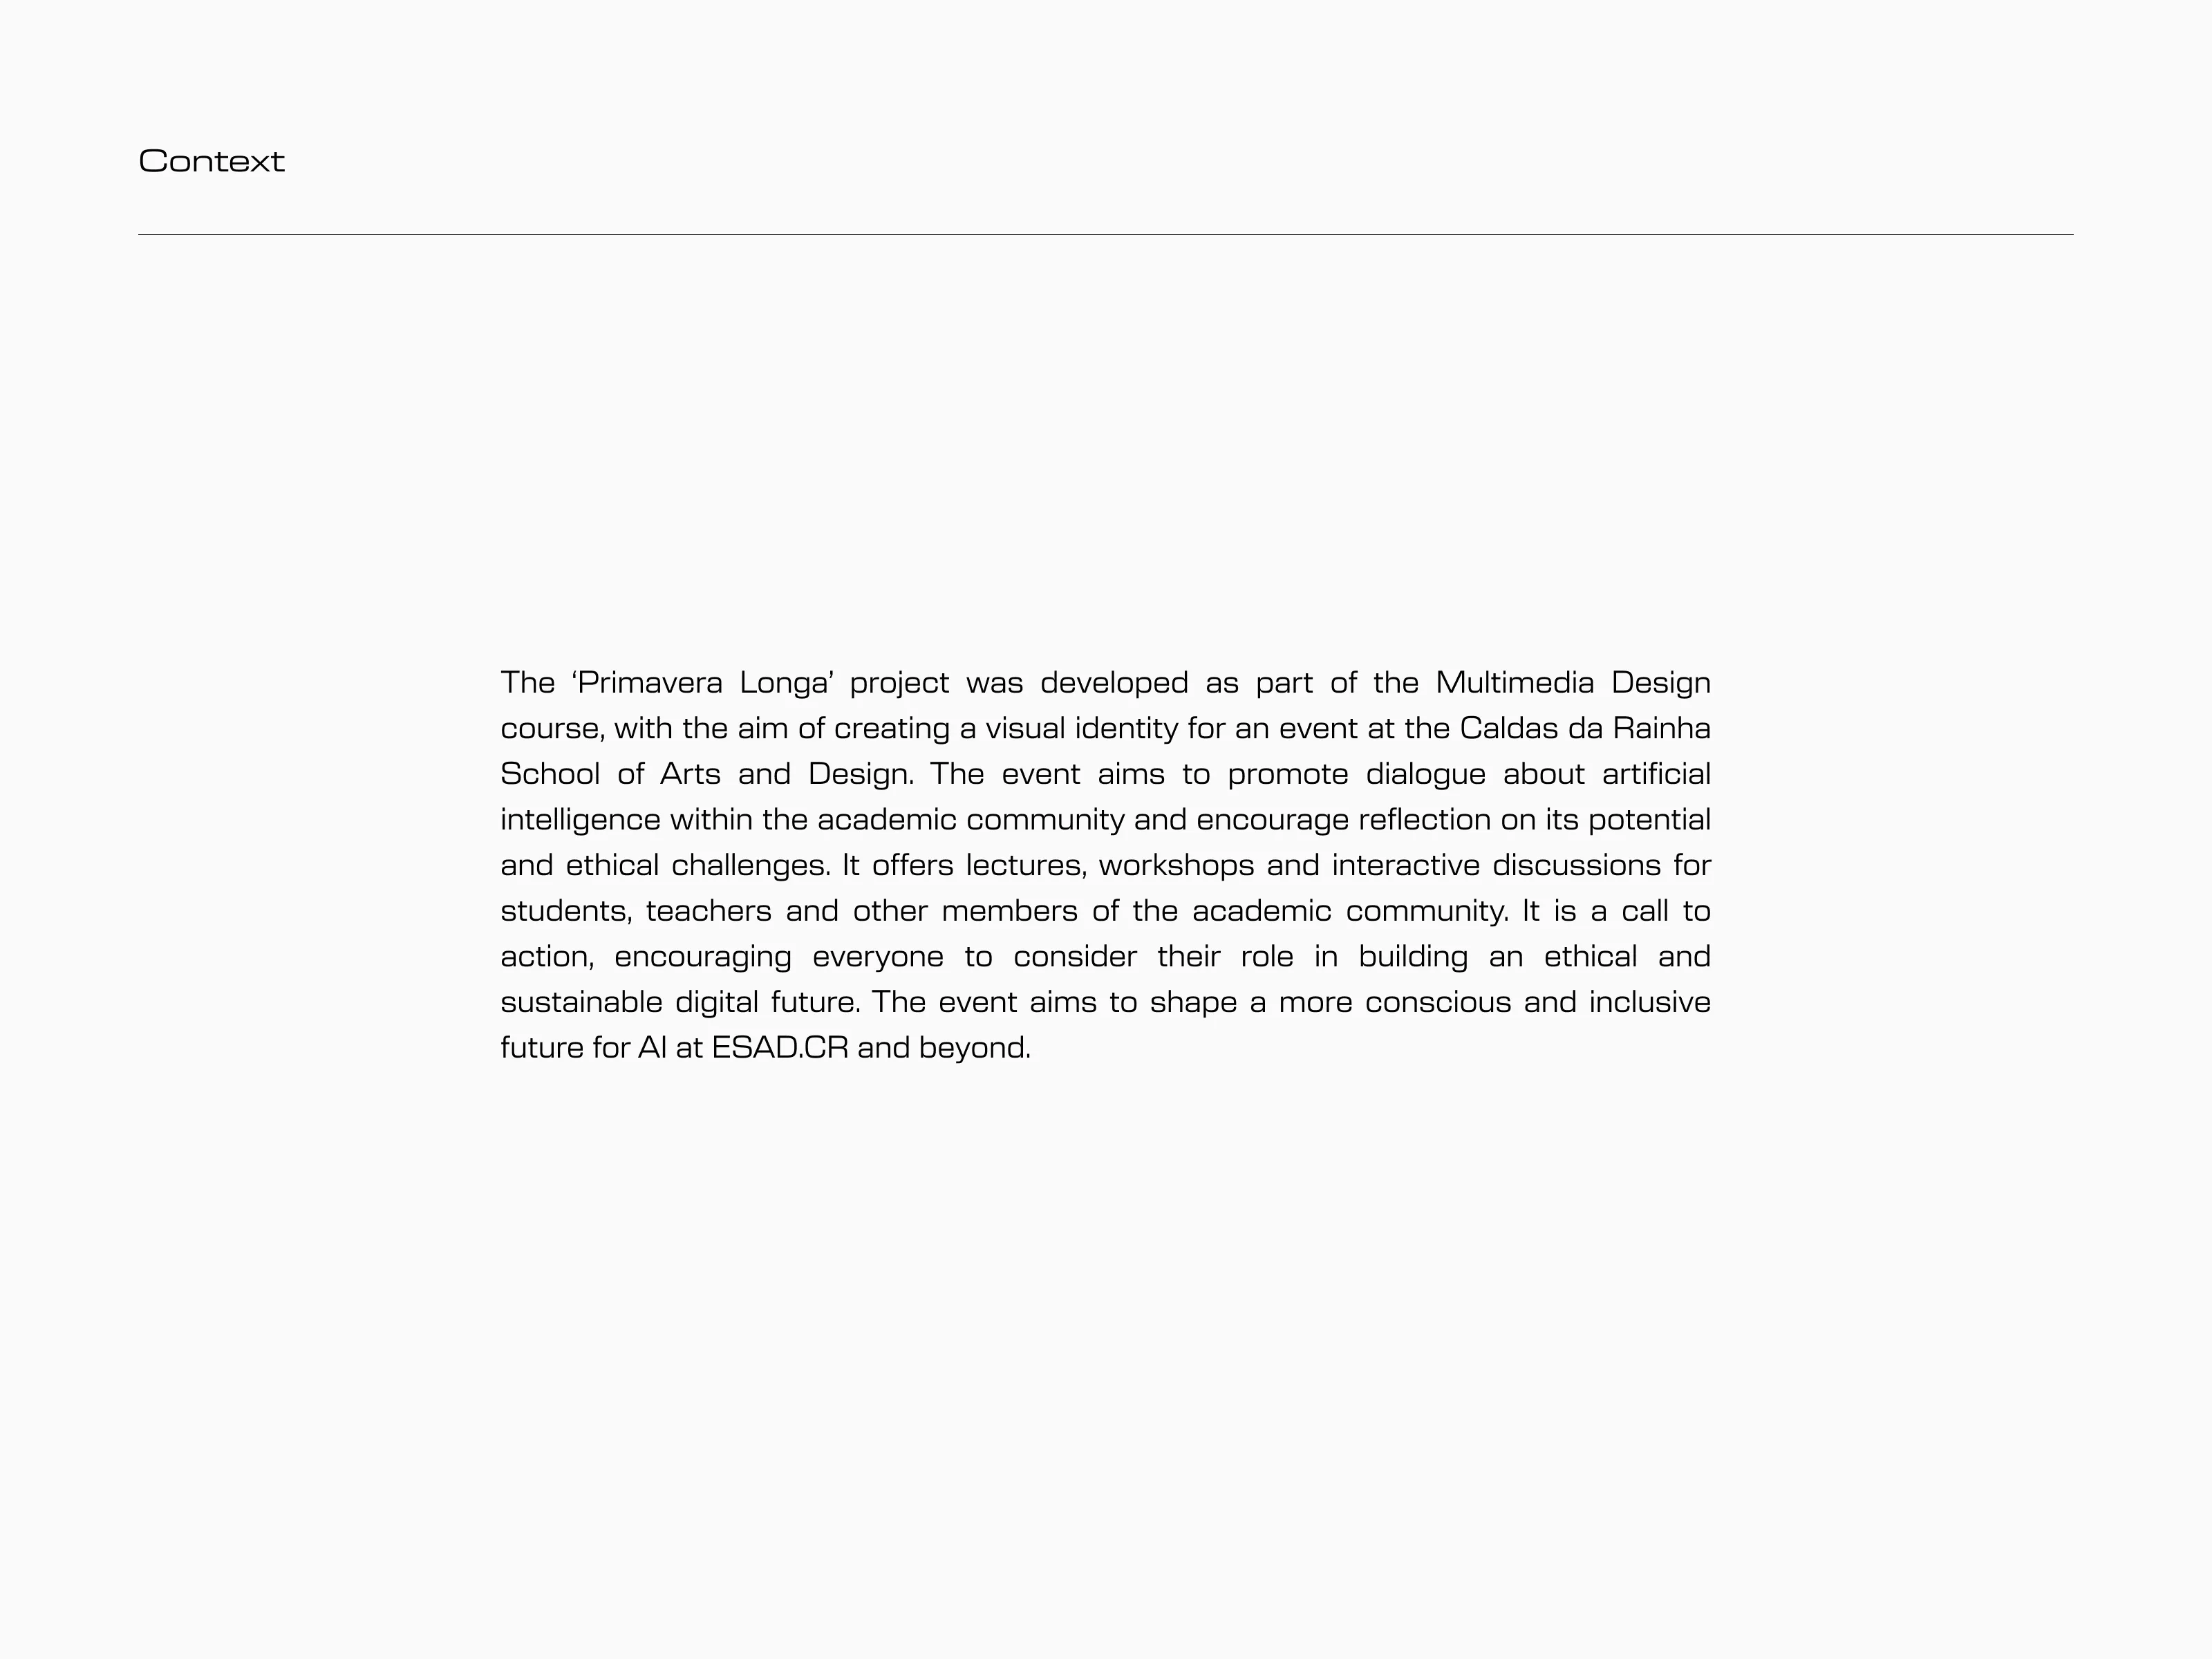 Context
The ‘Primavera Longa’ project was developed as part of the Multimedia Design
course, with the aim of creating a visual identity for an event at the Caldas da Rainha
School of Arts and Design. The event aims to promote dialogue about artificial
intelligence within the academic community and encourage reflection on its potential
and ethical challenges. It offers lectures, workshops and interactive discussions for
students, teachers and other members of the academic community. It is a call to
action, encouraging everyone to consider their role in building an ethical and
sustainable digital future. The event aims to shape a more conscious and inclusive
future for AI at ESAD.CR and beyond.